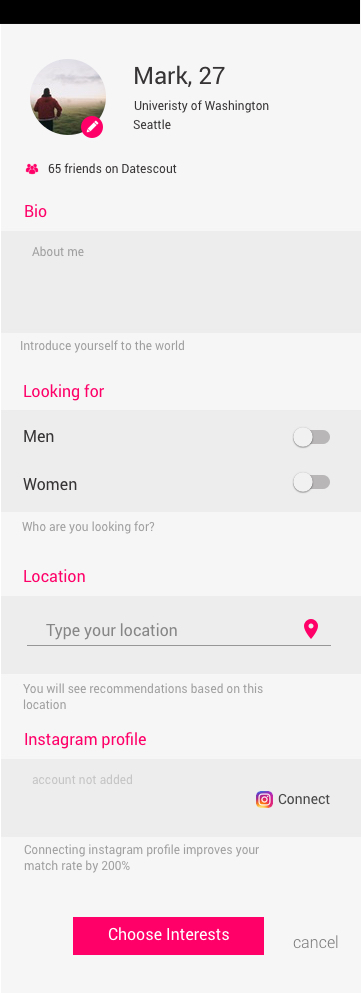 Mark, 27
Univeristy of Washington
Seattle
65 friends on Datescout
Bio
About me
Introduce yourself to the world
Looking for
Men
Women
Who are you looking for?
Location
Type your location
You will see recommendations based on this
location
Instagram profile
account not added
Connect
Connecting instagram profile improves your
match rate by 200%
Choose Interests
cancel